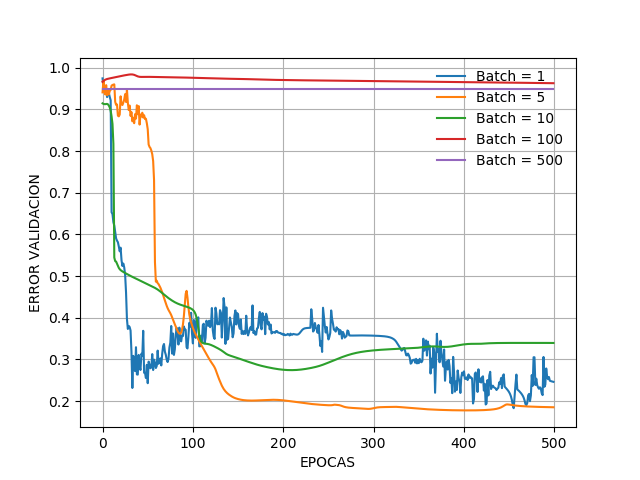 1.0
0.9
0.8
0.7
0.6
0.5
0.4
0.3
0.2
ERROR VALIDACION
Batch = 1
Batch = 5
Batch = 10
Batch = 100
Batch = 500
0 100 200 300 400 500
EPOCAS